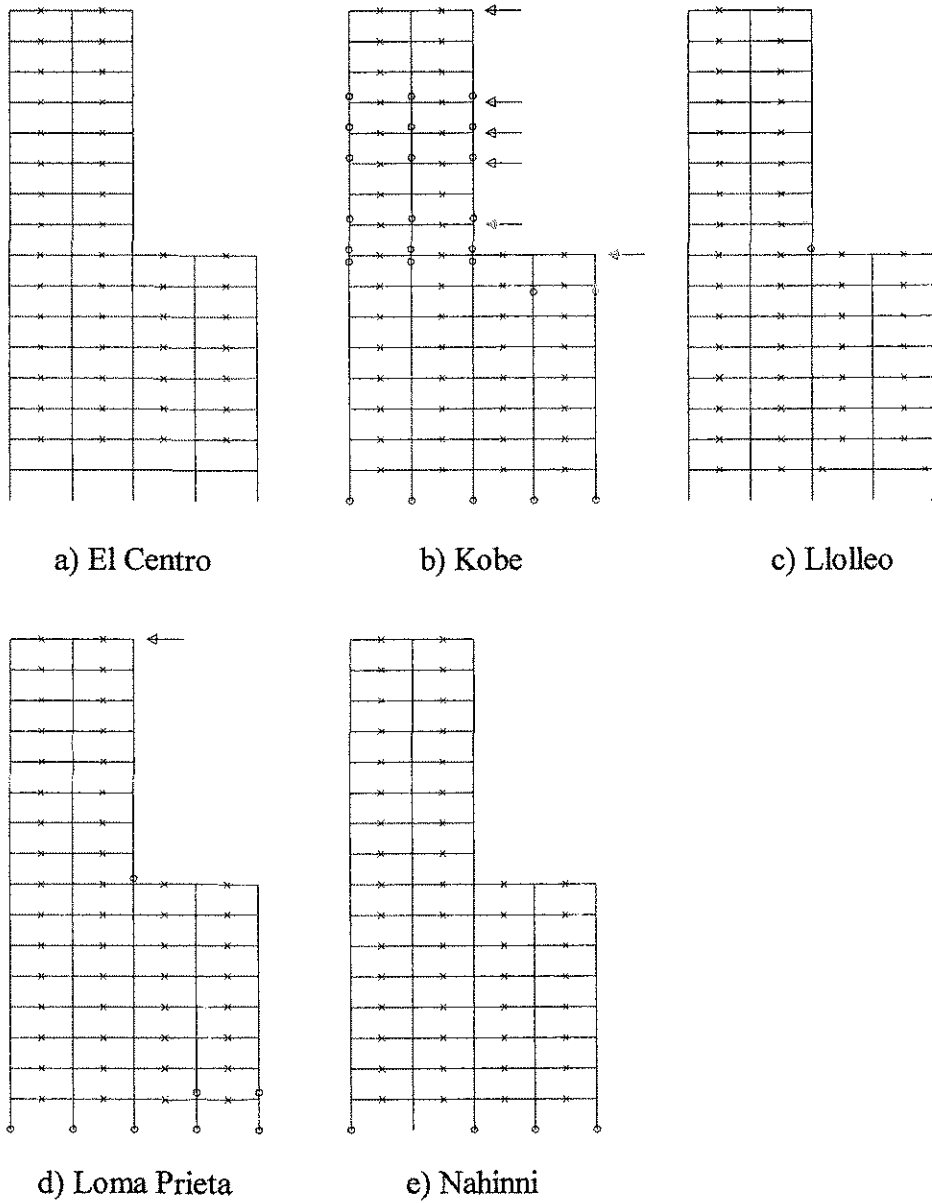 a) El Centro
b) Kobe
c) Llolleo
d) Loma Prieta
e) Nahinni